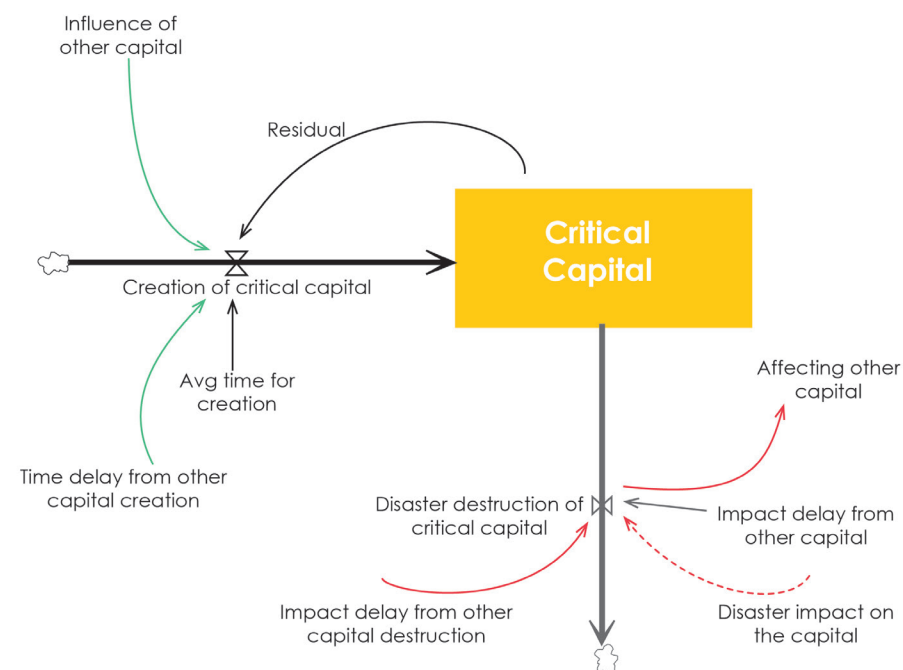 Influence of
other capital
Residual
Critical
Capital
Creation of critical capital
Avg time for
creation
Time delay from other
capital creation
Affecting other
capital
Disaster destruction of
critical capital
Impact delay from
other capital
Impact delay from other
capital destruction
Disaster impact on
the capital